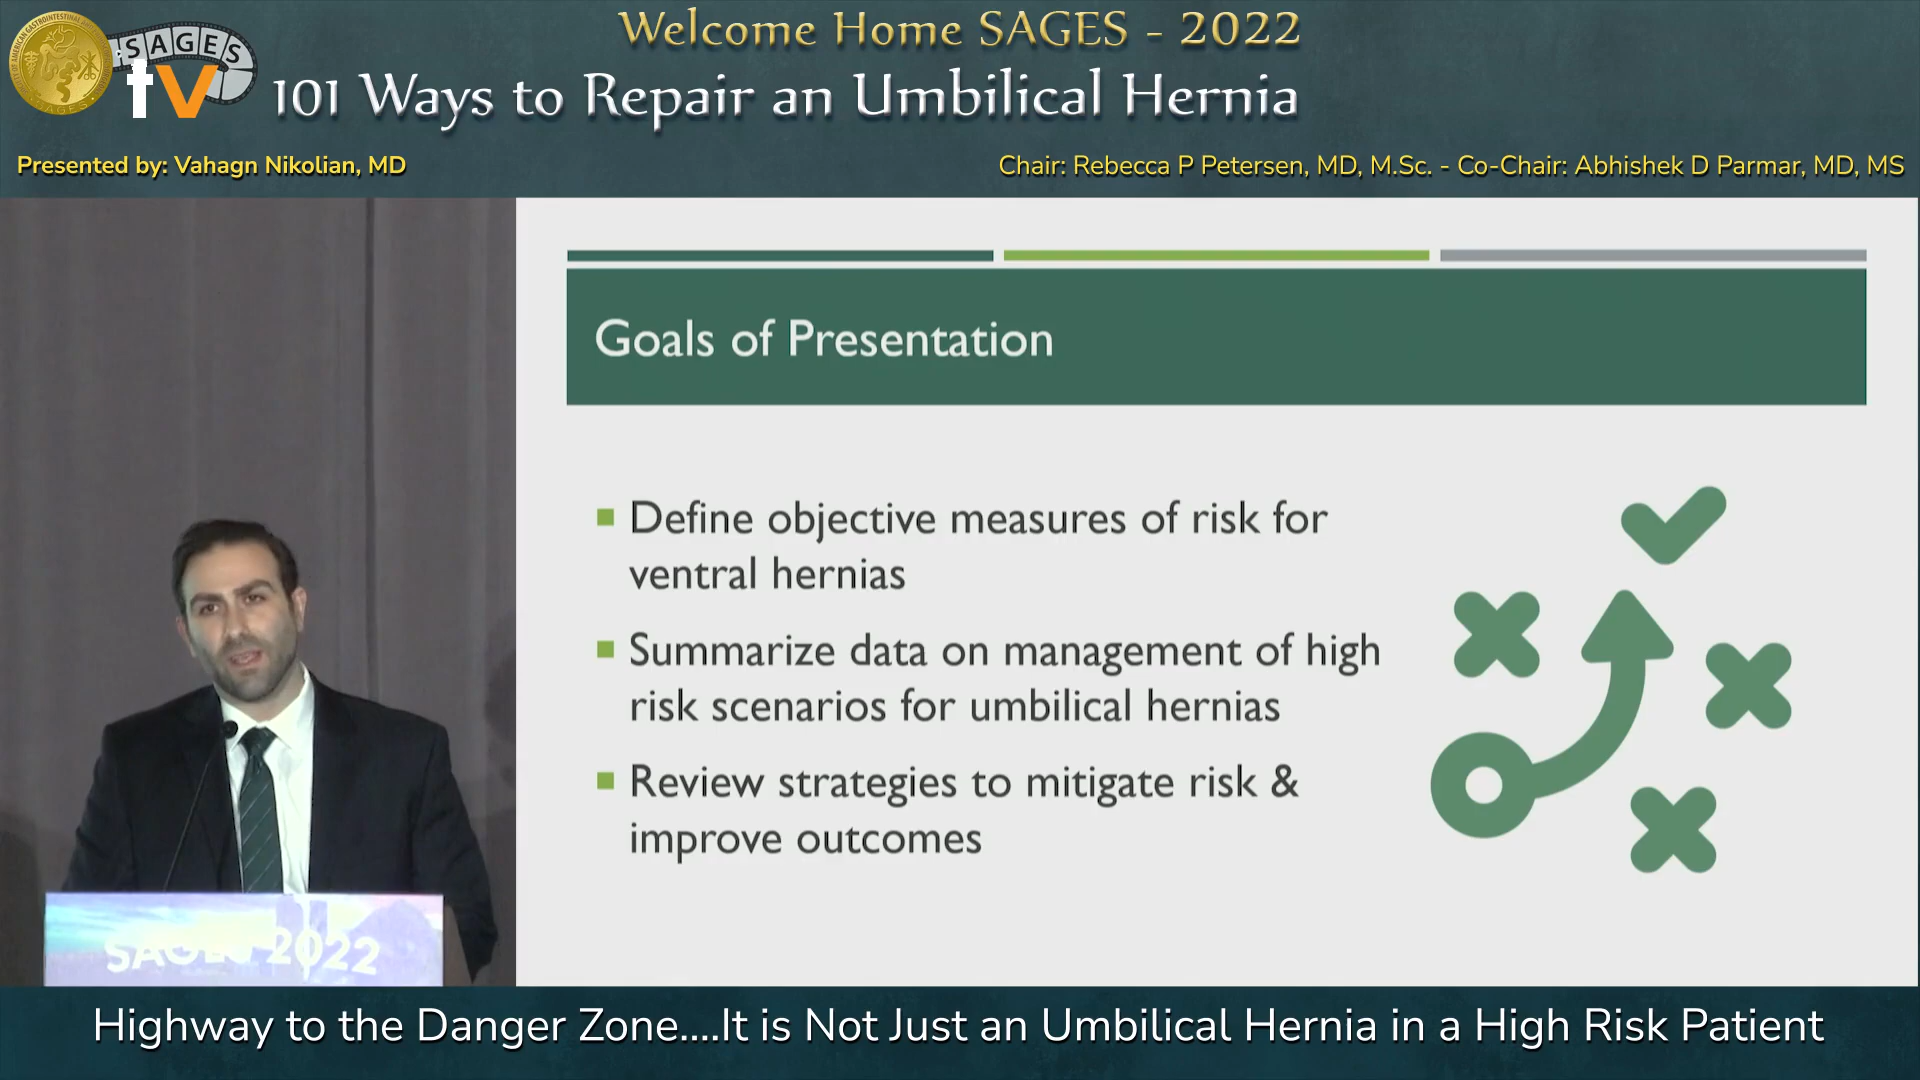 Welcome Home SAGES - 2022
SAGES
tv
101 Ways to Repair an Umbilical Hernia
Presented by: Vahagn Nikolian, MD
Chair: Rebecca P Petersen, MD, M.Sc. - Co-Chair: Abhishek D Parmar, MD, MS
Goals of Presentation
Define objective measures of risk for
ventral hernias
Summarize data on management of high
risk scenarios for umbilical hernias
Review strategies to mitigate risk &
improve outcomes
SAGES 2022
Highway to the Danger Zone....It is Not Just an Umbilical Hernia in a High Risk Patient